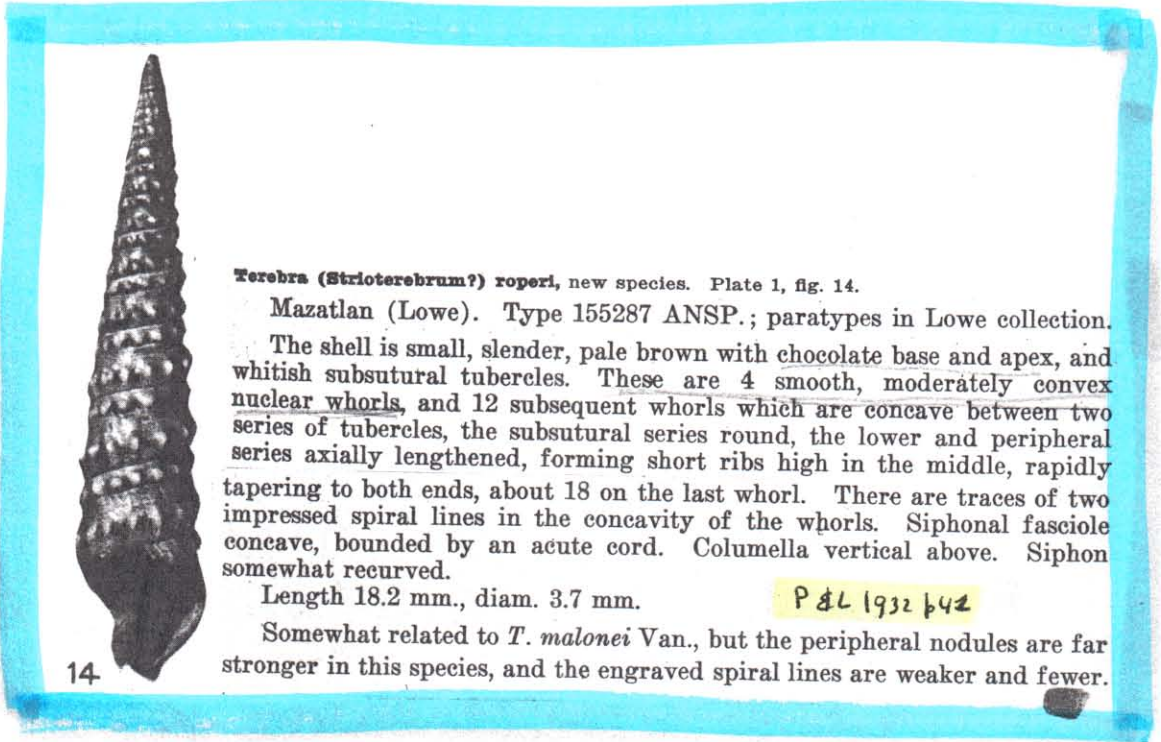 Terebra (Strioterebrum?) roperi, new species. Plate 1, fig. 14.
Mazatlan (Lowe). Type 155287 ANSP.; paratypes in Lowe collection.
The shell is small, slender, pale brown with chocolate base and apex, and
whitish subsutural tubercles. These are 4 smooth, moderately convex
nuclear whorls, and 12 subsequent whorls which are concave between two
series of tubercles, the subsutural series round, the lower and peripheral
series axially lengthened, forming short ribs high in the middle, rapidly
tapering to both ends, about 18 on the last whorl. There are traces of two
impressed spiral lines in the concavity of the whorls. Siphonal fasciole
concave, bounded by an acute cord. Columella vertical above. Siphon
somewhat recurved.
Length 18.2 mm., diam. 3.7 mm.
P &L 1932
Somewhat related to T. malonei Van., but the peripheral nodules are far
stronger in this species, and the engraved spiral lines are weaker and fewer.
14